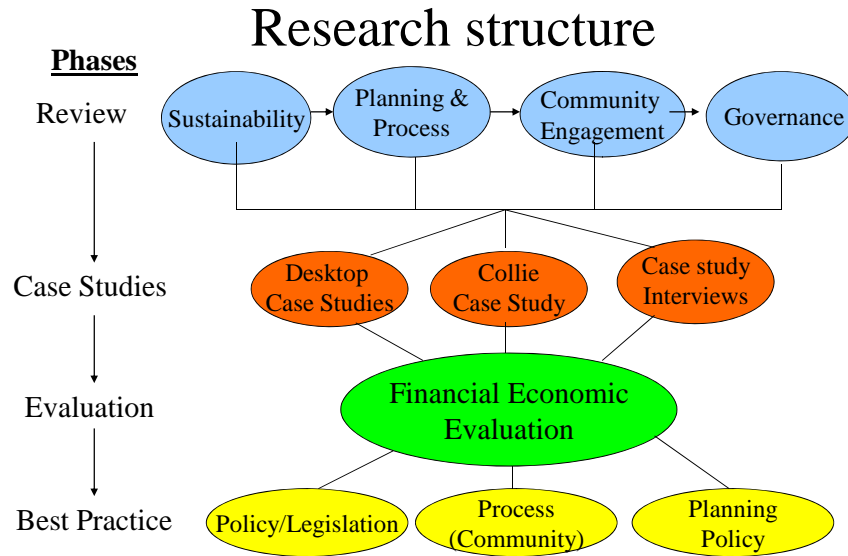 Research structure
Phases
Review
Sustainability
Planning &
Process
Community
Engagement
Governance
Case Studies
Desktop
Case Studies
Collie
Case Study
Case study
Interviews
Evaluation
Financial Economic
Evaluation
Best Practice
Policy/Legislation
Process
(Community)
Planning
Policy